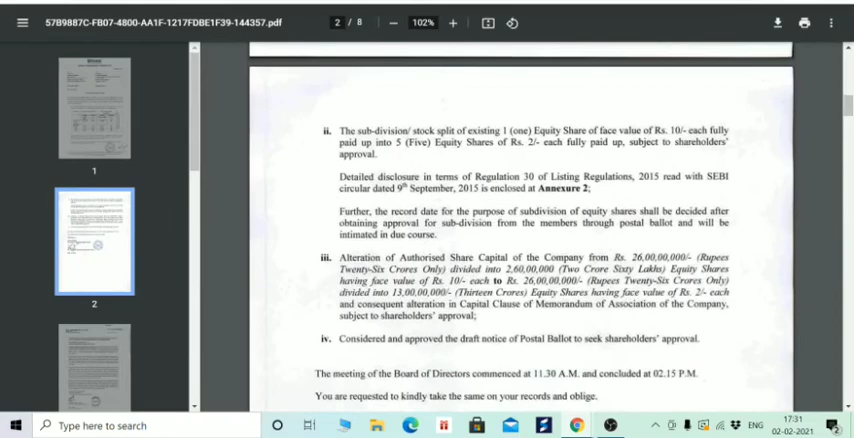 57B9887C-FB07-4800-AA1F-1217FDBE1F39-144357.pdf
2 / 8
102%
1
2
ii. The sub-division/ stock split of existing 1 (one) Equity Share of face value of Rs. 10/- each fully
paid up into 5 (Five) Equity Shares of Rs. 2/- each fully paid up, subject to shareholders'
approval.
Detailed disclosure in terms of Regulation 30 of Listing Regulations, 2015 read with SEBI
circular dated 9th September, 2015 is enclosed at Annexure 2;
Further, the record date for the purpose of subdivision of equity shares shall be decided after
obtaining approval for sub-division from the members through postal ballot and will be
intimated in due course.
iii. Alteration of Authorised Share Capital of the Company from Rs. 26,00,00,000/- (Rupees
Twenty-Six Crores Only) divided into 2,60,00,000 (Two Crore Sixty Lakhs) Equity Shares
having face value of Rs. 10/- each to Rs. 26,00,00,000/- (Rupees Twenty-Six Crores Only)
divided into 13,00,00,000/- (Thirteen Crores) Equity Shares having face value of Rs. 2/- each
and consequent alteration in Capital Clause of Memorandum of Association of the Company,
subject to shareholders' approval;
iv. Considered and approved the draft notice of Postal Ballot to seek shareholders' approval.
The meeting of the Board of Directors commenced at 11.30 A.M. and concluded at 02.15 P.M.
You are requested to kindly take the same on your records and oblige.
Type here to search
ENG
17:31
02-02-2021
2